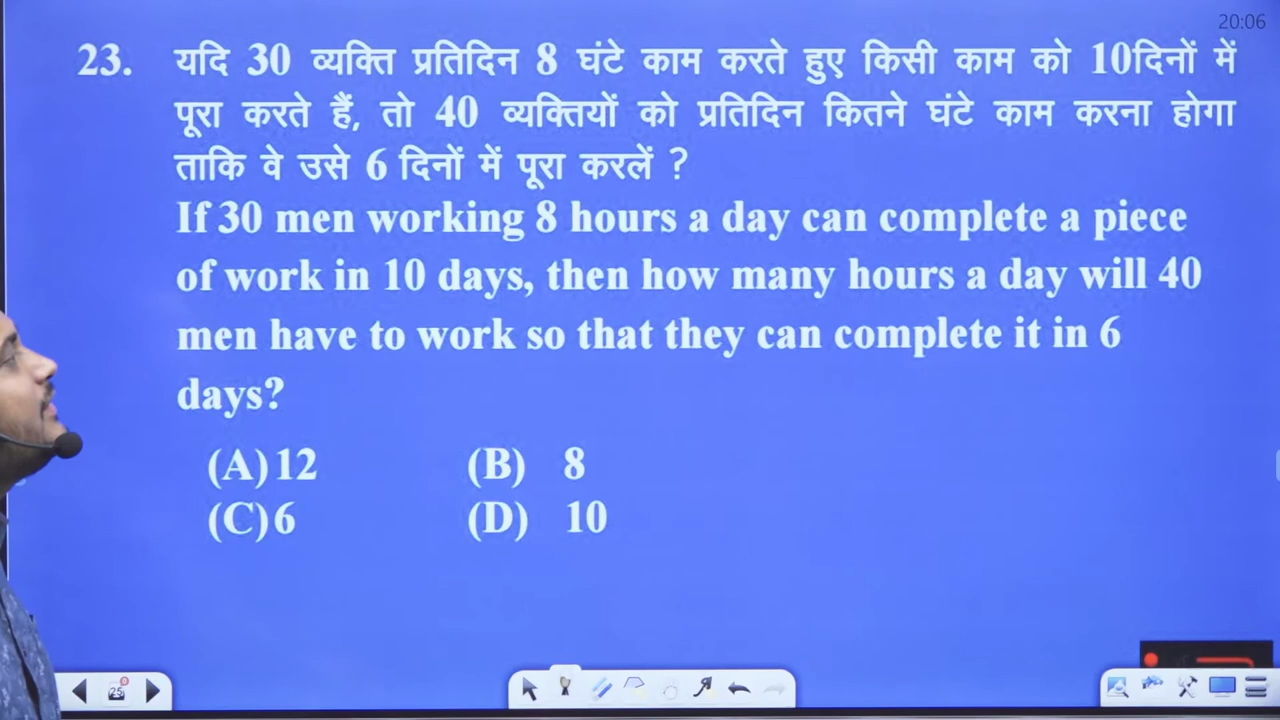 20:06
23. यदि 30 व्यक्ति प्रतिदिन 8 घंटे काम करते हुए किसी काम को 10दिनों में
पूरा करते हैं, तो 40 व्यक्तियों को प्रतिदिन कितने घंटे काम करना होगा
ताकि वे उसे 6 दिनों में पूरा करलें ?
If 30 men working 8 hours a day can complete a piece
of work in 10 days, then how many hours a day will 40
men have to work so that they can complete it in 6
days?
(A) 12 (B) 8
(C) 6 (D) 10
25